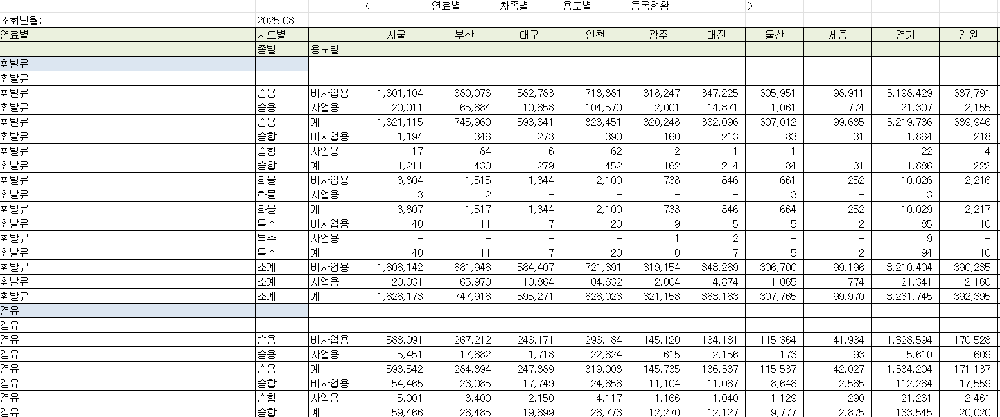 < 연료별 차종별 용도별 등록현황 >
조회년월: 2025.08
연료별 시도별 서울 부산 대구 인천 광주 대전 울산 세종 경기 강원
종별 용도별
휘발유
휘발유
휘발유 승용 비사업용 1,601,104 680,076 582,783 718,881 318,247 347,225 305,951 98,911 3,198,429 387,791
휘발유 승용 사업용 20,011 65,884 10,858 104,570 2,001 14,871 1,061 774 21,307 2,155
휘발유 승용 계 1,621,115 745,960 593,641 823,451 320,248 362,096 307,012 99,685 3,219,736 389,946
휘발유 승합 비사업용 1,194 346 273 390 160 213 83 31 1,864 218
휘발유 승합 사업용 17 84 6 62 2 1 1 - 22 4
휘발유 승합 계 1,211 430 279 452 162 214 84 31 1,886 222
휘발유 화물 비사업용 3,804 1,515 1,344 2,100 738 846 661 252 10,026 2,216
휘발유 화물 사업용 3 2 - - - - 3 - 3 1
휘발유 화물 계 3,807 1,517 1,344 2,100 738 846 664 252 10,029 2,217
휘발유 특수 비사업용 40 11 7 20 9 5 5 2 85 10
휘발유 특수 사업용 - - - - 1 2 - - 9 -
휘발유 특수 계 40 11 7 20 10 7 5 2 94 10
휘발유 소계 비사업용 1,606,142 681,948 584,407 721,391 319,154 348,289 306,700 99,196 3,210,404 390,235
휘발유 소계 사업용 20,031 65,970 10,864 104,632 2,004 14,874 1,065 774 21,341 2,160
휘발유 소계 계 1,626,173 747,918 595,271 826,023 321,158 363,163 307,765 99,970 3,231,745 392,395
경유
경유
경유 승용 비사업용 588,091 267,212 246,171 296,184 145,120 134,181 115,364 41,934 1,328,594 170,528
경유 승용 사업용 5,451 17,682 1,718 22,824 615 2,156 173 93 5,610 609
경유 승용 계 593,542 284,894 247,889 319,008 145,735 136,337 115,537 42,027 1,334,204 171,137
경유 승합 비사업용 54,465 23,085 17,749 24,656 11,104 11,087 8,648 2,585 112,284 17,559
경유 승합 사업용 5,001 3,400 2,150 4,117 1,166 1,040 1,129 290 21,261 2,461
경유 승합 계 59,466 26,485 19,899 28,773 12,270 12,127 9,777 2,875 133,545 20,020